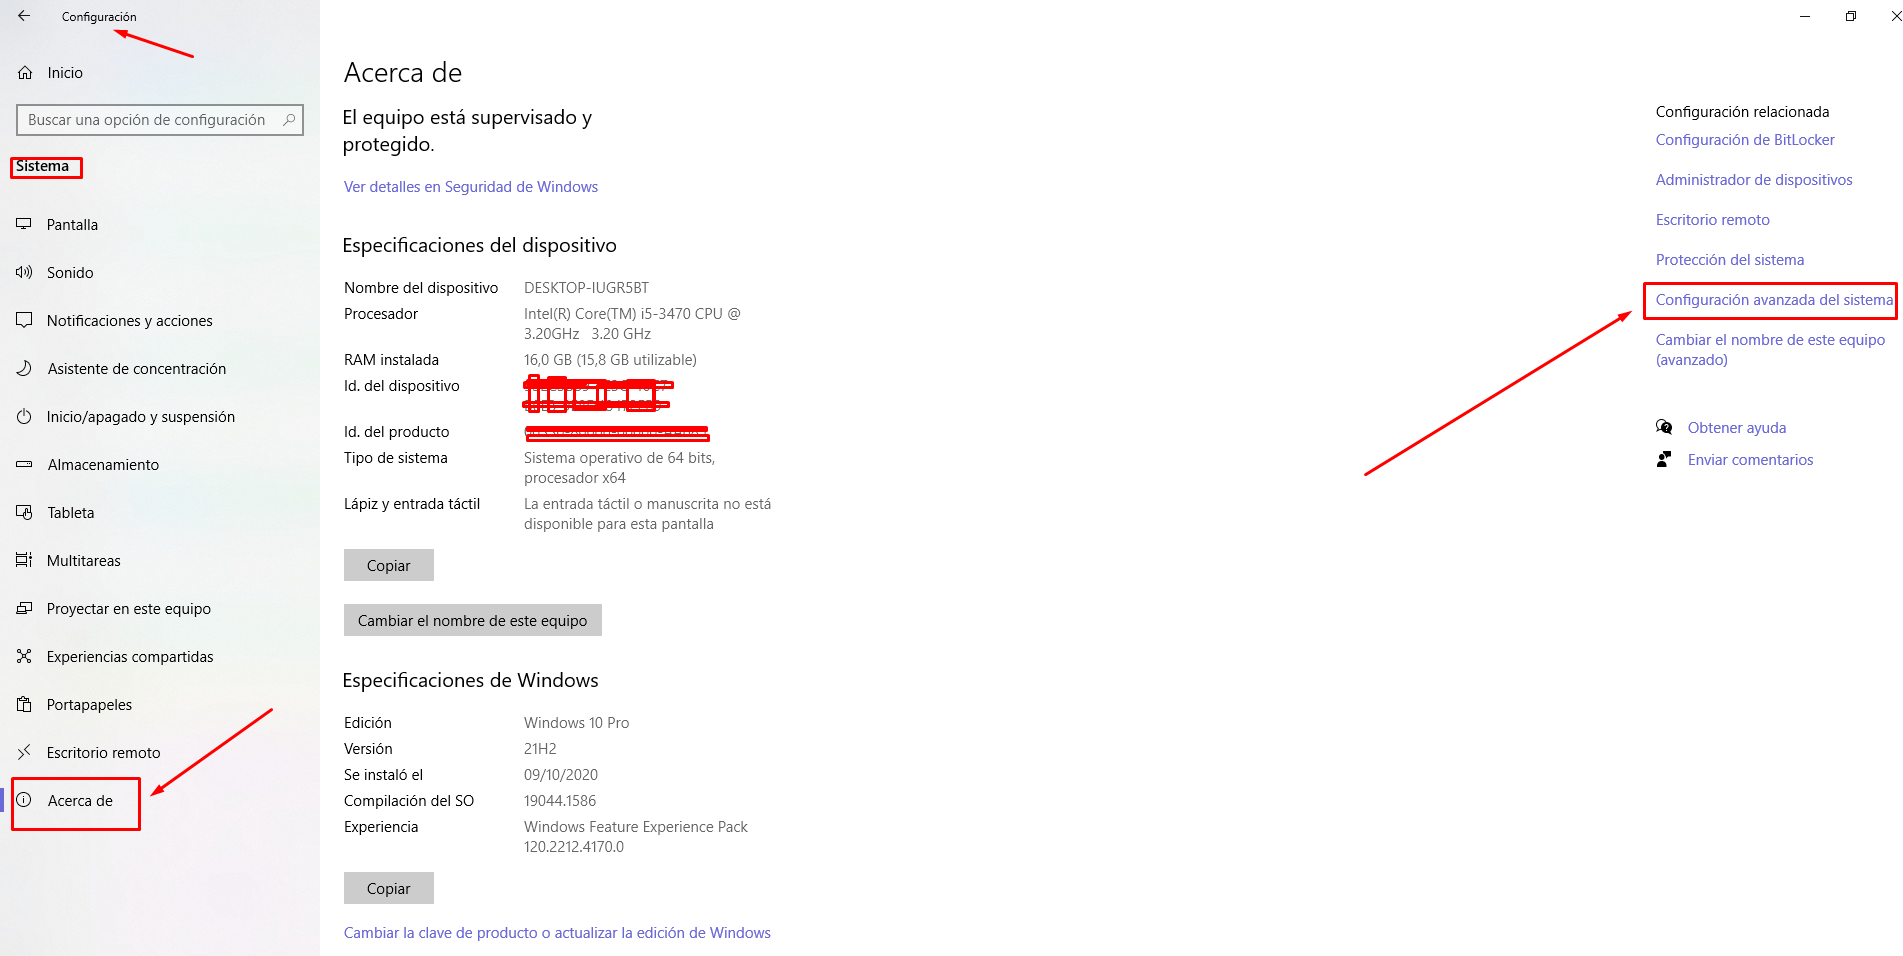 Configuración
Inicio
Buscar una opción de configuración
Sistema
Pantalla
Sonido
Notificaciones y acciones
Asistente de concentración
Inicio/apagado y suspensión
Almacenamiento
Tableta
Multitareas
Proyectar en este equipo
Experiencias compartidas
Portapapeles
Escritorio remoto
Acerca de
Acerca de
El equipo está supervisado y
protegido.
Ver detalles en Seguridad de Windows
Especificaciones del dispositivo
Nombre del dispositivo DESKTOP-IUGR5BT
Procesador Intel(R) Core(TM) i5-3470 CPU @
3.20GHz 3.20 GHz
RAM instalada 16,0 GB (15,8 GB utilizable)
Id. del dispositivo
Id. del producto
Tipo de sistema Sistema operativo de 64 bits,
procesador x64
Lápiz y entrada táctil La entrada táctil o manuscrita no está
disponible para esta pantalla
Copiar
Cambiar el nombre de este equipo
Especificaciones de Windows
Edición Windows 10 Pro
Versión 21H2
Se instaló el 09/10/2020
Compilación del SO 19044.1586
Experiencia Windows Feature Experience Pack
120.2212.4170.0
Copiar
Cambiar la clave de producto o actualizar la edición de Windows
Configuración relacionada
Configuración de BitLocker
Administrador de dispositivos
Escritorio remoto
Protección del sistema
Configuración avanzada del sistema
Cambiar el nombre de este equipo
(avanzado)
Obtener ayuda
Enviar comentarios